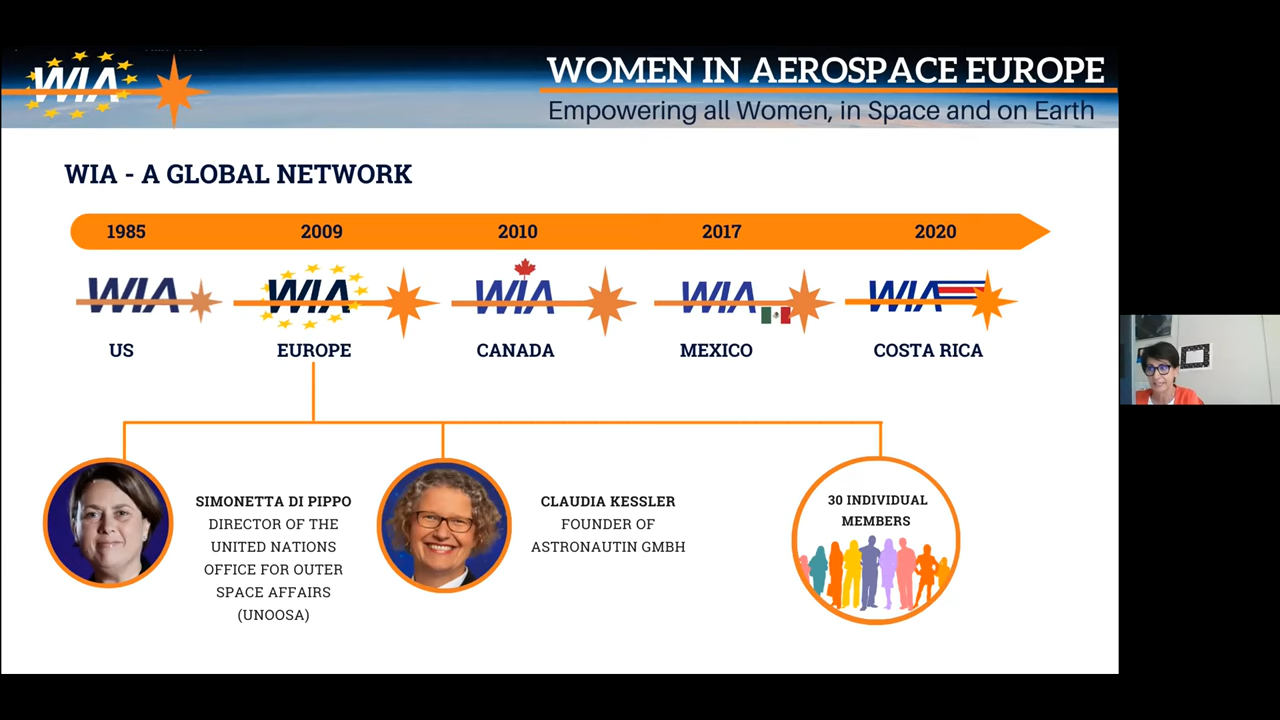 WIA
WOMEN IN AEROSPACE EUROPE
Empowering all Women, in Space and on Earth
WIA - A GLOBAL NETWORK
1985
2009
2010
2017
2020
WIA
WIA
WIA
WIA
WIA
US
EUROPE
CANADA
MEXICO
COSTA RICA
SIMONETTA DI PIPPO
DIRECTOR OF THE
UNITED NATIONS
OFFICE FOR OUTER
SPACE AFFAIRS
(UNOOSA)
CLAUDIA KESSLER
FOUNDER OF
ASTRONAUTIN GMBH
30 INDIVIDUAL
MEMBERS